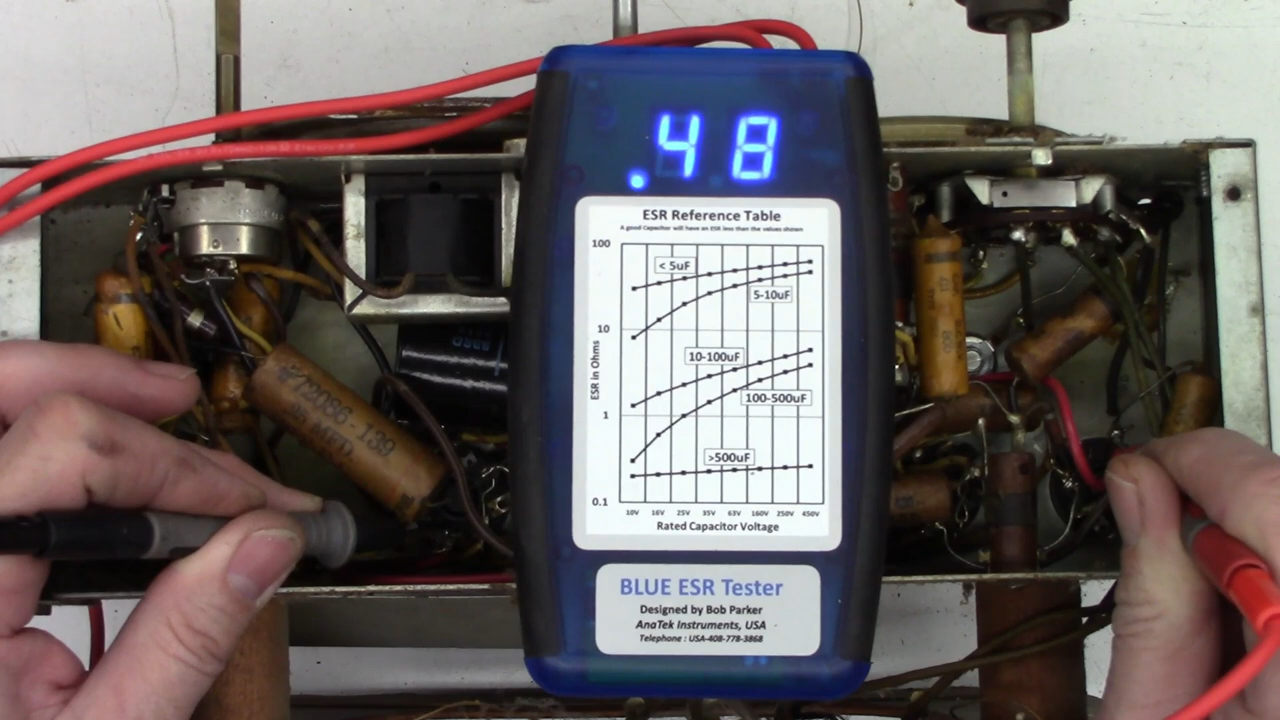 .48
ESR Reference Table
A good Capacitor will have an ESR less than the values shown
100
< 5uF
5-10uF
10
10-100uF
ESR in Ohms
100-500uF
1
>500uF
0.1
10V 16V 25V 35V 63V 160V 250V 450V
Rated Capacitor Voltage
BLUE ESR Tester
Designed by Bob Parker
AnaTek Instruments, USA
Telephone : USA-408-778-3868
72086-139
MFD.